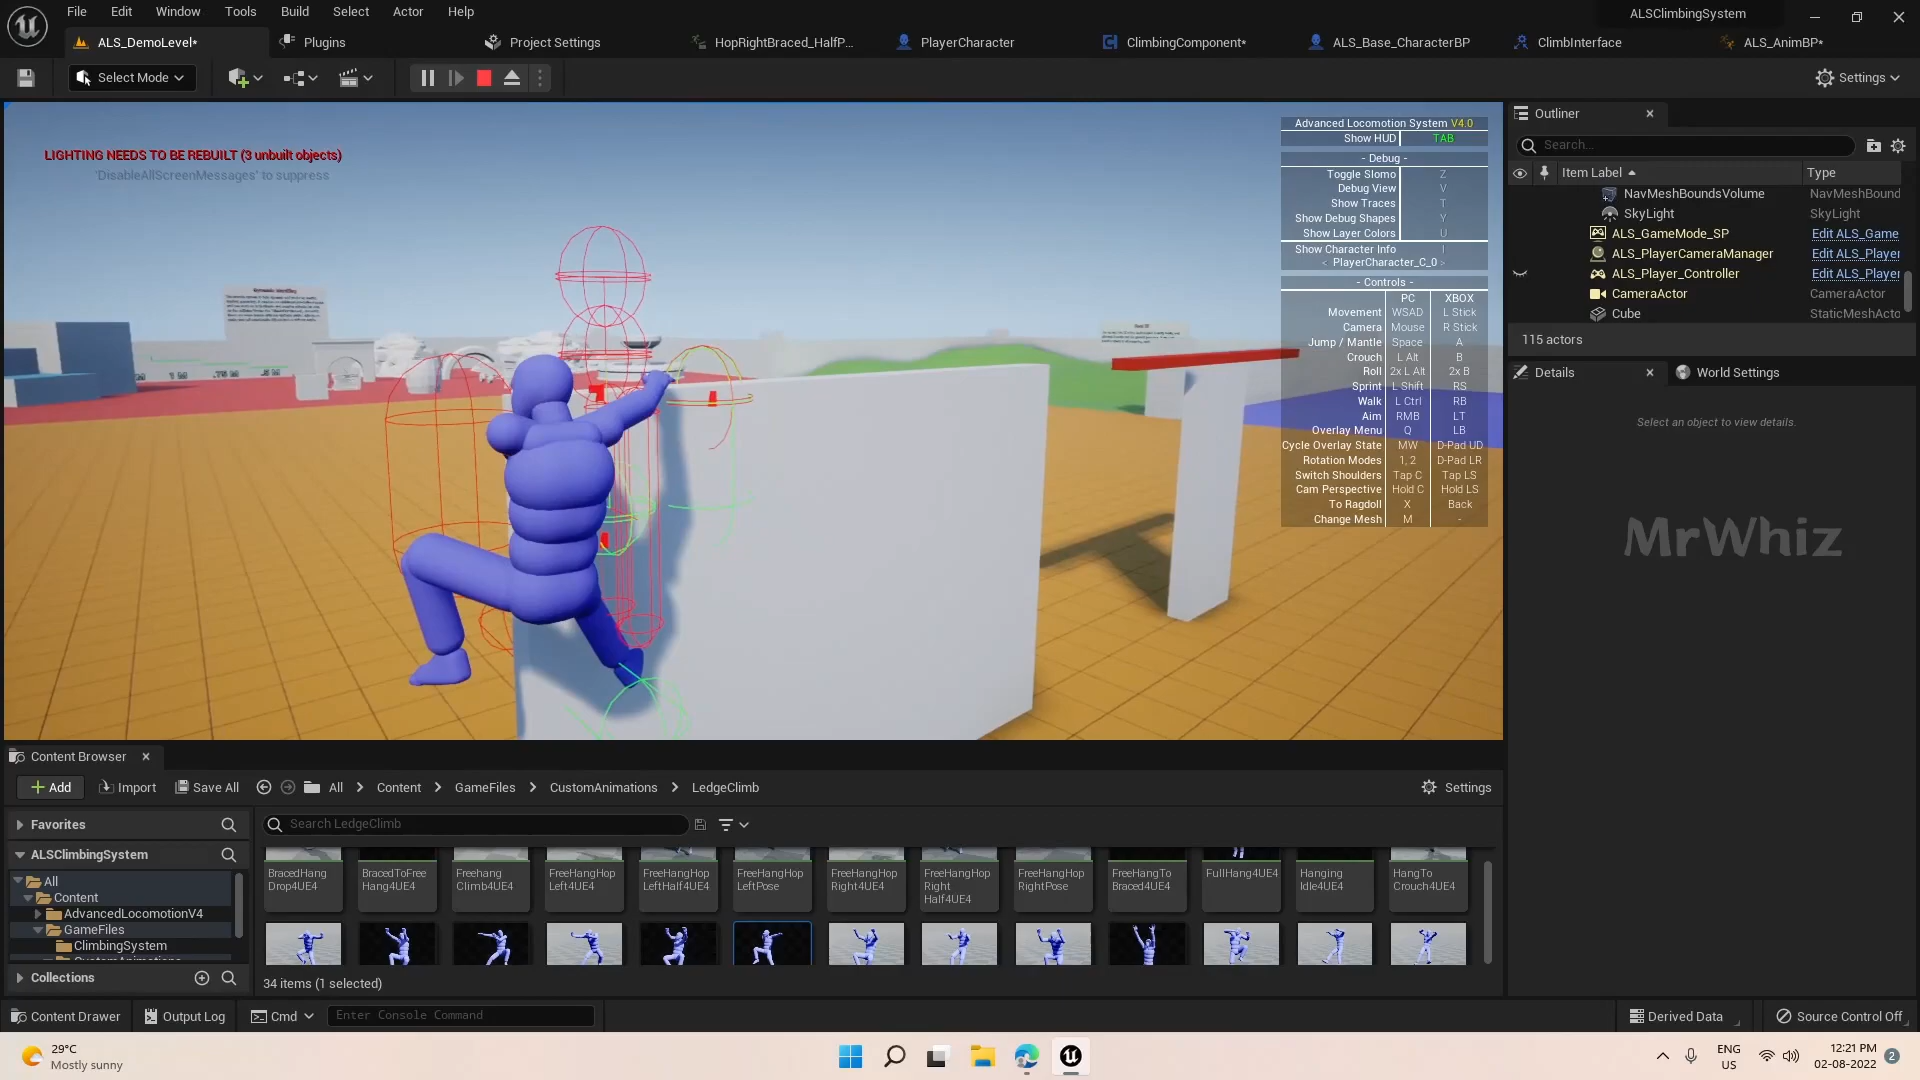 File Edit Window Tools Build Select Actor Help
ALSClimbingSystem
ALS_DemoLevel*
Plugins
Project Settings
HopRightBraced_HalfP...
PlayerCharacter
ClimbingComponent*
ALS_Base_CharacterBP
ClimbInterface
ALS_AnimBP*
Select Mode
Settings
LIGHTING NEEDS TO BE REBUILT (3 unbuilt objects)
'DisableAllScreenMessages' to suppress
Advanced Locomotion System V4.0
Show HUD TAB
- Debug -
Toggle Slomo Z
Debug View V
Show Traces T
Show Debug Shapes Y
Show Layer Colors U
Show Character Info I
< PlayerCharacter_C_0 >
- Controls -
PC XBOX
Movement WSAD L Stick
Camera Mouse R Stick
Jump / Mantle Space A
Crouch L Alt B
Roll 2x L Alt 2x B
Sprint L Shift RS
Walk L Ctrl RB
Aim RMB LT
Overlay Menu Q LB
Cycle Overlay State MW D-Pad UD
Rotation Modes 1, 2 D-Pad LR
Switch Shoulders Tap C Tap LS
Cam Perspective Hold C Hold LS
To Ragdoll X Back
Change Mesh M -
Outliner
Search...
Item Label Type
NavMeshBoundsVolume NavMeshBound
SkyLight SkyLight
ALS_GameMode_SP Edit ALS_Game
ALS_PlayerCameraManager Edit ALS_Player
ALS_Player_Controller Edit ALS_Player
CameraActor CameraActor
Cube StaticMeshActo
115 actors
Details
World Settings
Select an object to view details.
MrWhiz
Content Browser
Add Import Save All All Content GameFiles CustomAnimations LedgeClimb
Settings
Favorites
Search LedgeClimb
ALSClimbingSystem
All
Content
AdvancedLocomotionV4
GameFiles
ClimbingSystem
CustomAnimations
Collections
BracedHang
Drop4UE4
BracedToFree
Hang4UE4
Freehang
Climb4UE4
FreeHangHop
Left4UE4
FreeHangHop
LeftHalf4UE4
FreeHangHop
LeftPose
FreeHangHop
Right4UE4
FreeHangHop
Right
Half4UE4
FreeHangHop
RightPose
FreeHangTo
Braced4UE4
FullHang4UE4
Hanging
Idle4UE4
HangTo
Crouch4UE4
34 items (1 selected)
Content Drawer
Output Log
Cmd
Enter Console Command
Derived Data
Source Control Off
29°C
Mostly sunny
ENG
US
12:21 PM
02-08-2022
2